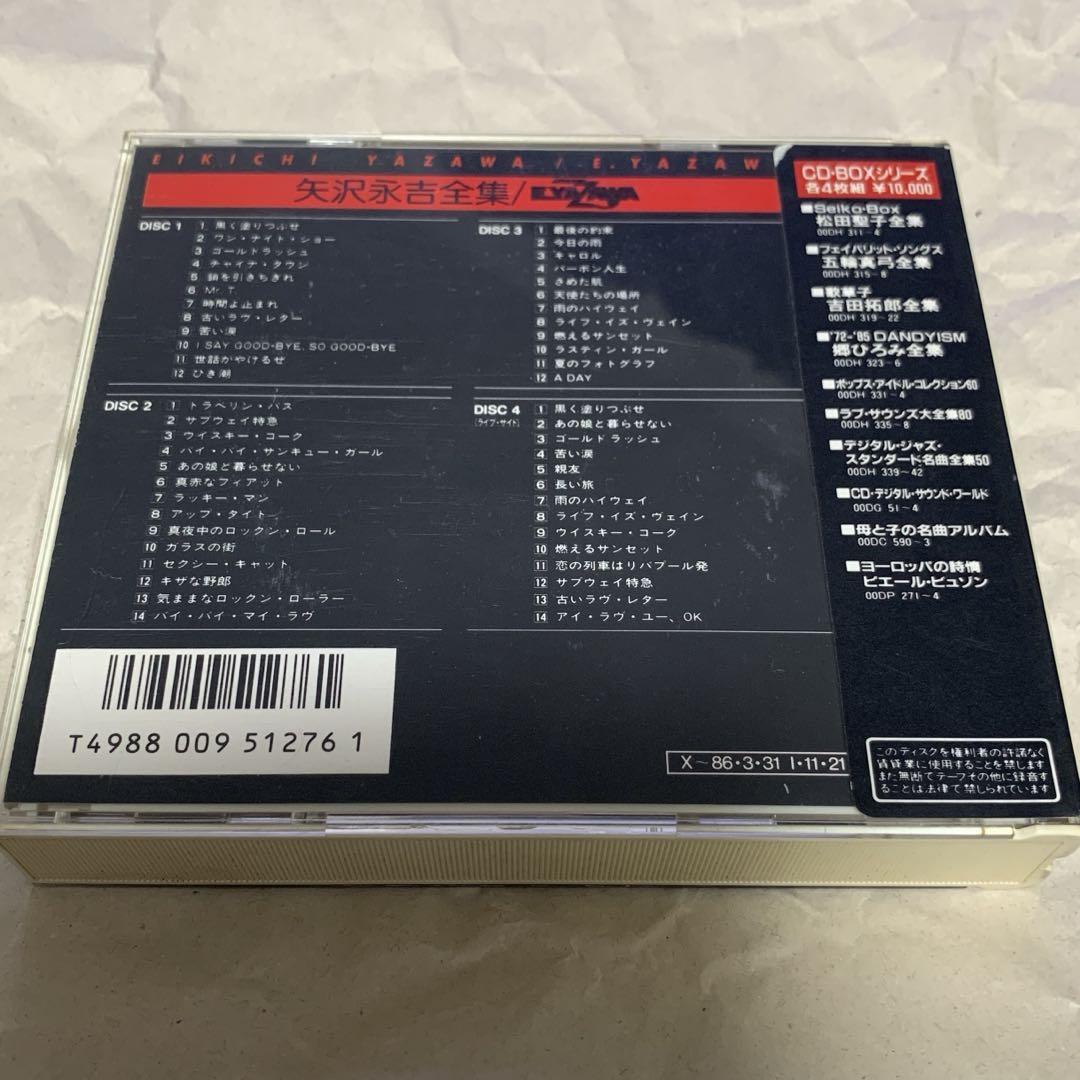 EIKICHI YAZAWA / E.YAZAW
矢沢永吉全集/E.YAZAWA
DISC 1
1 黒く塗りつぶせ
2 ワン・ナイト・ショー
3 ゴールドラッシュ
4 チャイナ・タウン
5 鎖を引きちぎれ
6 Mr. T
7 時間よ止まれ
8 古いラヴ・レター
9 苦い涙
10 I SAY GOOD-BYE, SO GOOD-BYE
11 世話がやけるぜ
12 ひき潮
DISC 2
1 トラベリン・バス
2 サブウェイ特急
3 ウイスキー・コーク
4 バイ・バイ・サンキュー・ガール
5 あの娘と暮らせない
6 真赤なフィアット
7 ラッキー・マン
8 アップ・タイト
9 真夜中のロックン・ロール
10 ガラスの街
11 セクシー・キャット
12 キザな野郎
13 気ままなロックン・ローラー
14 バイ・バイ・マイ・ラヴ
DISC 3
1 最後の約束
2 今日の雨
3 キャロル
4 バーボン人生
5 さめた肌
6 天使たちの場所
7 雨のハイウェイ
8 ライフ・イズ・ヴェイン
9 燃えるサンセット
10 ラスティン・ガール
11 夏のフォトグラフ
12 A DAY
DISC 4
[ライブ・サイド]
1 黒く塗りつぶせ
2 あの娘と暮らせない
3 ゴールドラッシュ
4 苦い涙
5 親友
6 長い旅
7 雨のハイウェイ
8 ライフ・イズ・ヴェイン
9 ウイスキー・コーク
10 燃えるサンセット
11 恋の列車はリバプール発
12 サブウェイ特急
13 古いラヴ・レター
14 アイ・ラヴ・ユー、OK
T4988 009 51276 1
X〜86・3・31 I・11・21
CD・BOXシリーズ
各4枚組 ¥10,000
■Seiko・Box
松田聖子全集
00DH 311〜4
■フェイバリット・ソングス
五輪真弓全集
00DH 315〜8
■歌華子
吉田拓郎全集
00DH 319〜22
■'72〜'85 DANDYISM
郷ひろみ全集
00DH 323〜6
■ポップス・アイドル・コレクション60
00DH 331〜4
■ラブ・サウンズ大全集80
00DH 335〜8
■デジタル・ジャズ・
スタンダード名曲全集50
00DH 339〜42
■CD・デジタル・サウンド・ワールド
00DG 51〜4
■母と子の名曲アルバム
00DC 590〜3
■ヨーロッパの詩情
ピエール・ビュゾン
00DP 271〜4
このディスクを権利者の許諾なく
賃貸業に使用することを禁じます
また無断でテープその他に録音す
ることは法律で禁じられています